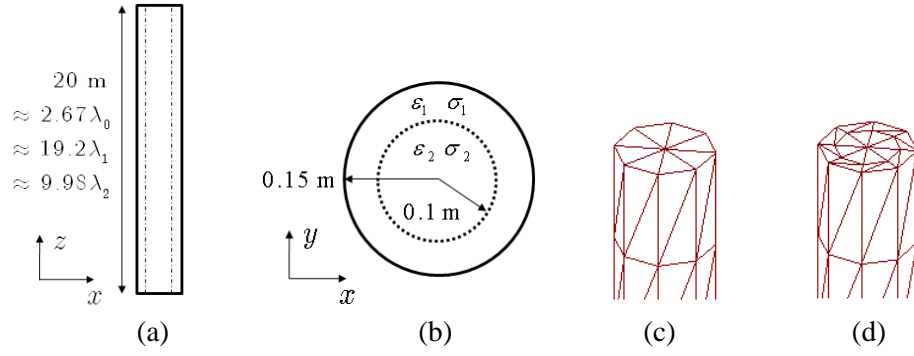 20 m
≈ 2.67λ₀
≈ 19.2λ₁
≈ 9.98λ₂
z
x
(a)
ε₁ σ₁
ε₂ σ₂
0.15 m
0.1 m
y
x
(b)
(c)
(d)